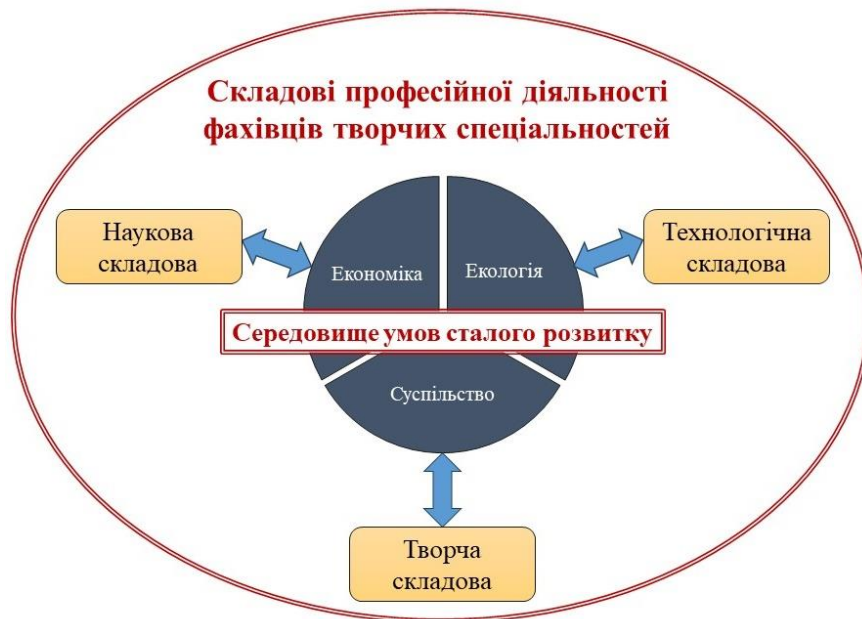 Складові професійної діяльності
фахівців творчих спеціальностей
Наукова
складова
Технологічна
складова
Економіка
Екологія
Середовище умов сталого розвитку
Суспільство
Творча
складова